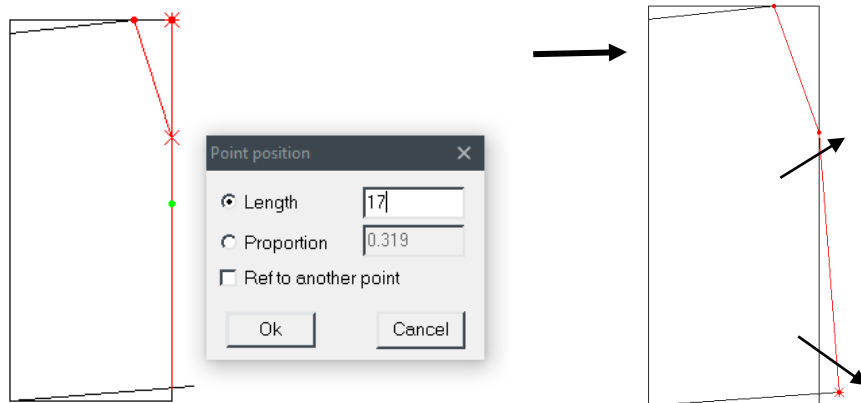 Point position
Length 17
Proportion 0.319
Ref to another point
Ok Cancel